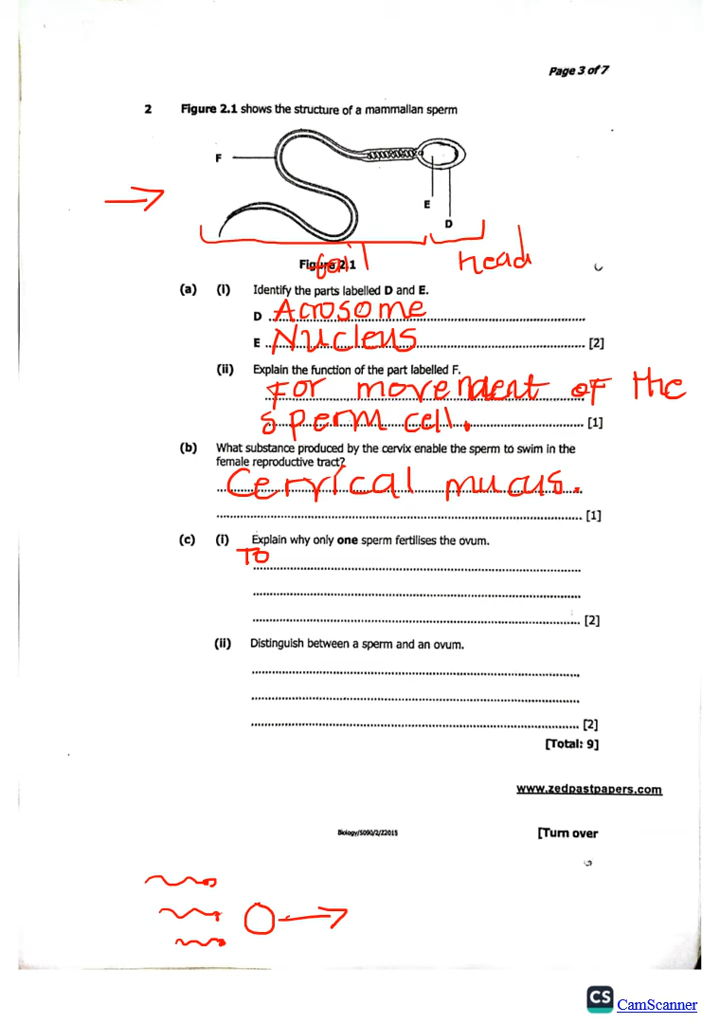 Page 3 of 7
2 Figure 2.1 shows the structure of a mammalian sperm
F
E
D
tail head
Figure 2.1
(a) (i) Identify the parts labelled D and E.
D Acrosome
E Nucleus [2]
(ii) Explain the function of the part labelled F.
for movement of the
sperm cell. [1]
(b) What substance produced by the cervix enable the sperm to swim in the
female reproductive tract?
Cervical mucus.
[1]
(c) (i) Explain why only one sperm fertilises the ovum.
To
[2]
(ii) Distinguish between a sperm and an ovum.
[2]
[Total: 9]
www.zedpastpapers.com
Biology/5090/2/Z2015
[Turn over
CS CamScanner